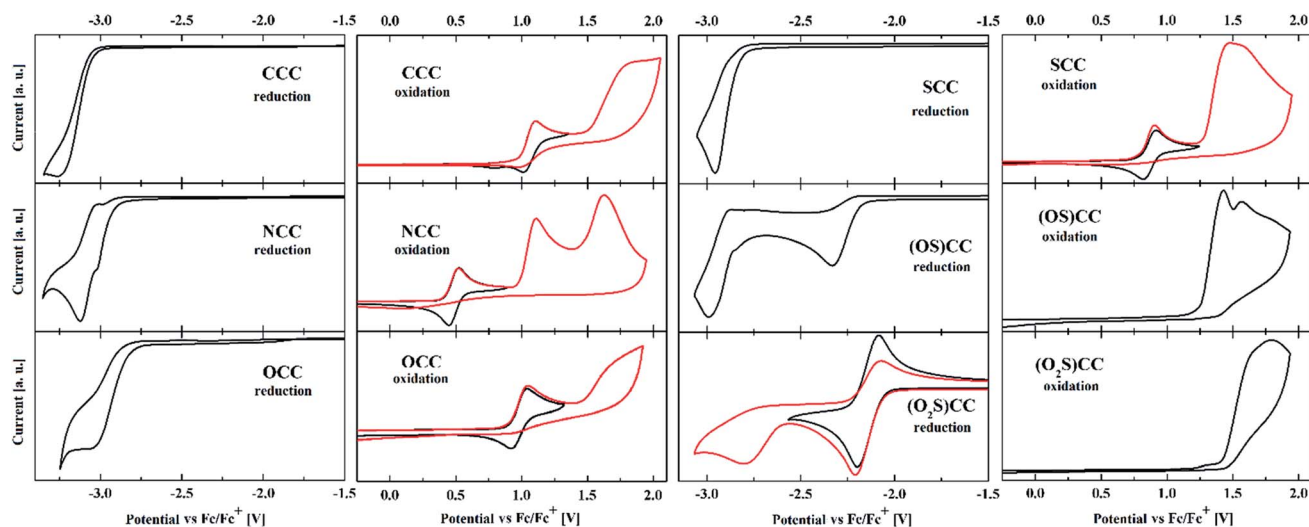 -3.0 -2.5 -2.0 -1.5
0.0 0.5 1.0 1.5 2.0
-3.0 -2.5 -2.0 -1.5
0.0 0.5 1.0 1.5 2.0
Current [a. u.]
CCC
reduction
CCC
oxidation
SCC
reduction
SCC
oxidation
Current [a. u.]
NCC
reduction
NCC
oxidation
(OS)CC
reduction
(OS)CC
oxidation
Current [a. u.]
OCC
reduction
OCC
oxidation
(O₂S)CC
reduction
(O₂S)CC
oxidation
-3.0 -2.5 -2.0 -1.5
0.0 0.5 1.0 1.5 2.0
-3.0 -2.5 -2.0 -1.5
0.0 0.5 1.0 1.5 2.0
Potential vs Fc/Fc⁺ [V]
Potential vs Fc/Fc⁺ [V]
Potential vs Fc/Fc⁺ [V]
Potential vs Fc/Fc⁺ [V]